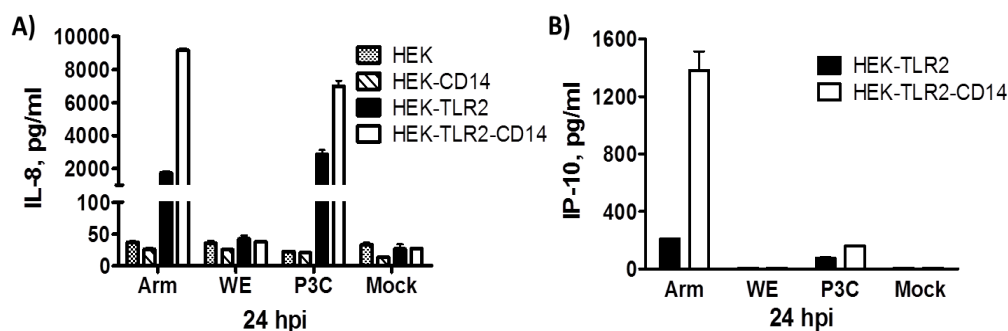 A)
IL-8, pg/ml
10000
8000
6000
4000
2000
100
50
0
HEK
HEK-CD14
HEK-TLR2
HEK-TLR2-CD14
Arm WE P3C Mock
24 hpi
B)
IP-10, pg/ml
1600
1200
800
400
0
HEK-TLR2
HEK-TLR2-CD14
Arm WE P3C Mock
24 hpi